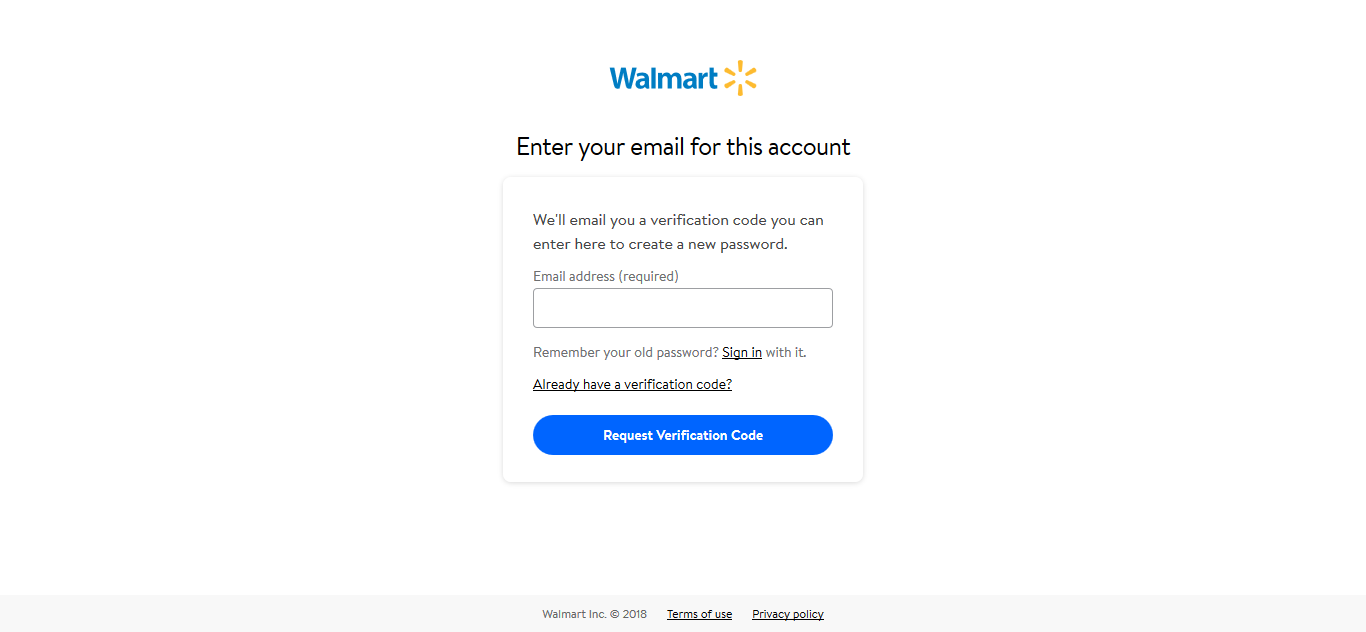 Walmart
Enter your email for this account
We'll email you a verification code you can
enter here to create a new password.
Email address (required)
Remember your old password? Sign in with it.
Already have a verification code?
Request Verification Code
Walmart Inc. © 2018 Terms of use Privacy policy